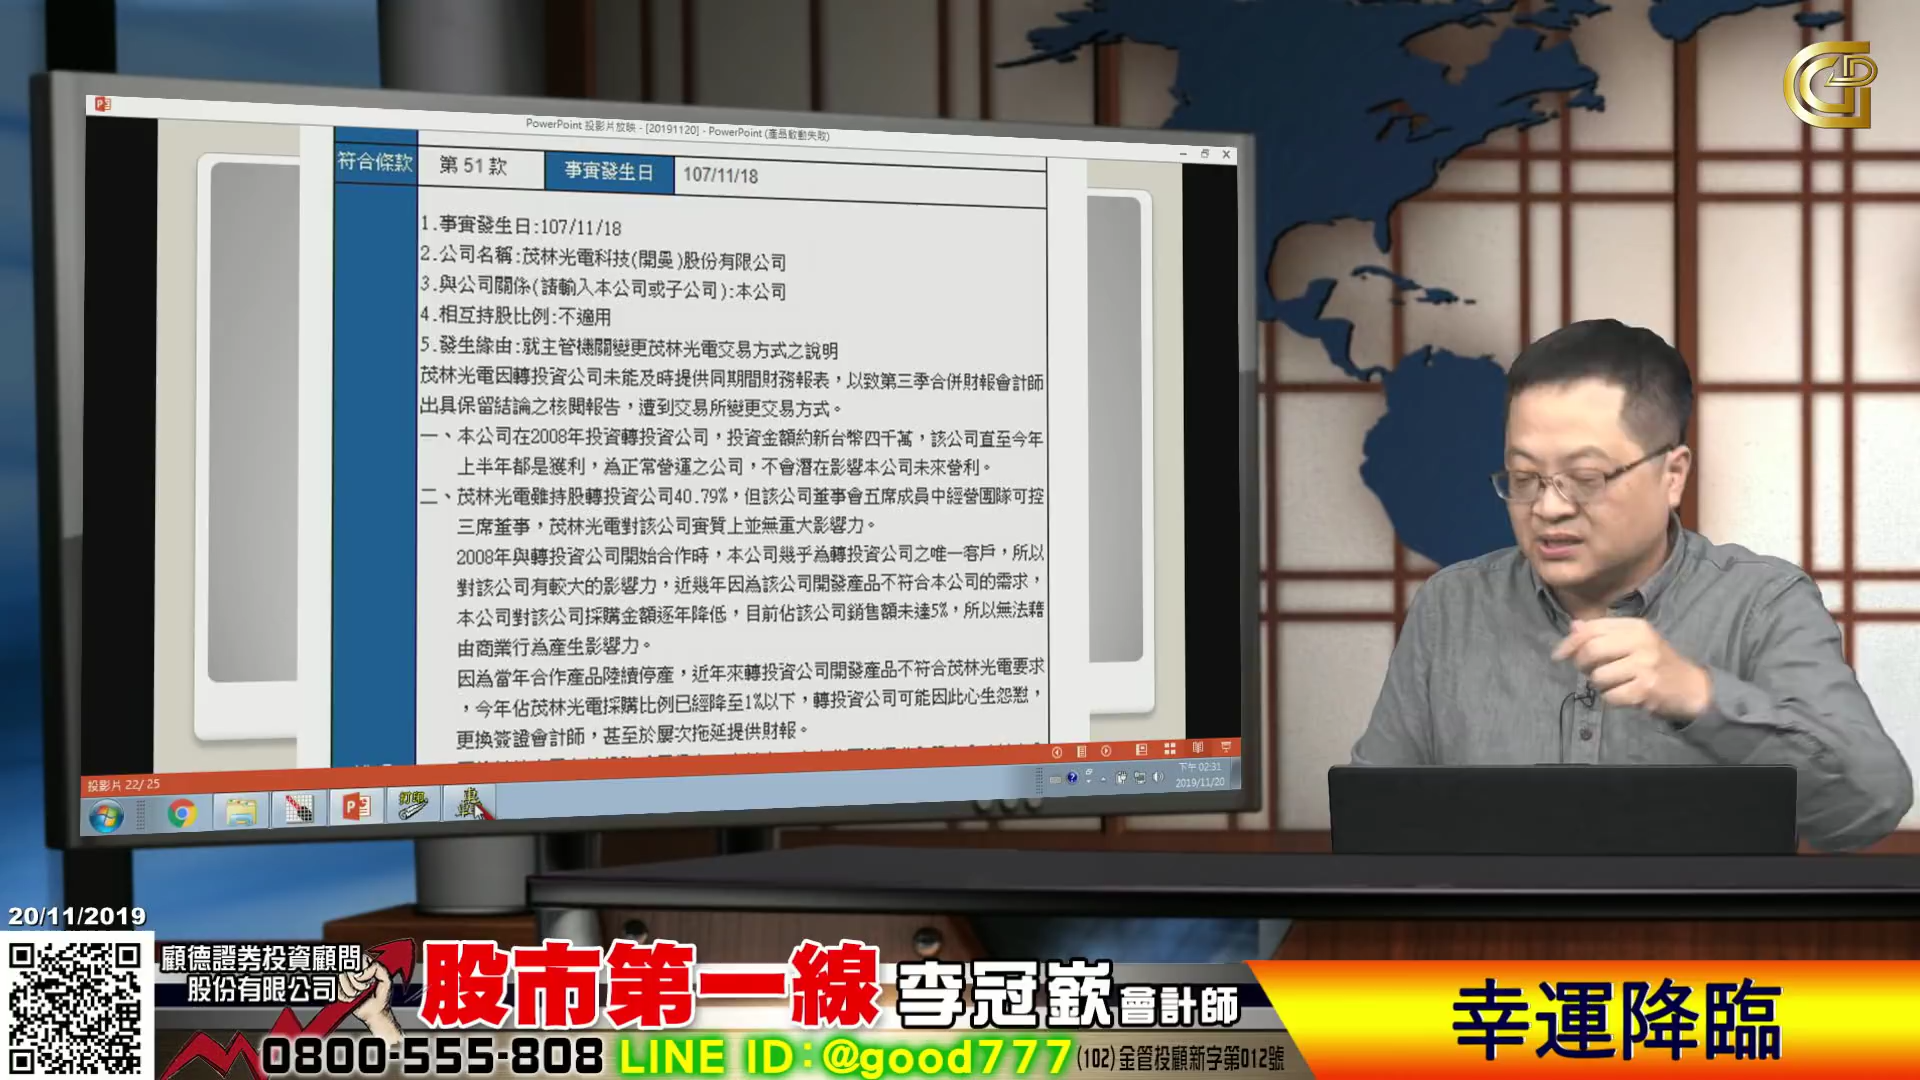 PowerPoint 投影片放映 - [20191120] - PowerPoint (產品啟動失敗)
符合條款 第 51 款 事實發生日 107/11/18
1.事實發生日:107/11/18
2.公司名稱:茂林光電科技(開曼)股份有限公司
3.與公司關係(請輸入本公司或子公司):本公司
4.相互持股比例:不適用
5.發生緣由:就主管機關變更茂林光電交易方式之說明
茂林光電因轉投資公司未能及時提供同期間財務報表，以致第三季合併財報會計師
出具保留結論之核閱報告，遭到交易所變更交易方式。
一、本公司在2008年投資轉投資公司，投資金額約新台幣四千萬，該公司直至今年
上半年都是獲利，為正常營運之公司，不會潛在影響本公司未來營利。
二、茂林光電雖持股轉投資公司40.79%，但該公司董事會五席成員中經營團隊可控
三席董事，茂林光電對該公司實質上並無重大影響力。
2008年與轉投資公司開始合作時，本公司幾乎為轉投資公司之唯一客戶，所以
對該公司有較大的影響力，近幾年因為該公司開發產品不符合本公司的需求，
本公司對該公司採購金額逐年降低，目前佔該公司銷售額未達5%，所以無法藉
由商業行為產生影響力。
因為當年合作產品陸續停產，近年來轉投資公司開發產品不符合茂林光電要求
，今年佔茂林光電採購比例已經降至1%以下，轉投資公司可能因此心生怨懟，
更換簽證會計師，甚至於屢次拖延提供財報。
投影片 22/25
打印
下午 02:31
2019/11/20
20/11/2019
顧德證券投資顧問
股份有限公司
股市第一線 李冠嶔 會計師
0800-555-808 LINE ID:@good777 (102)金管投顧新字第012號
幸運降臨